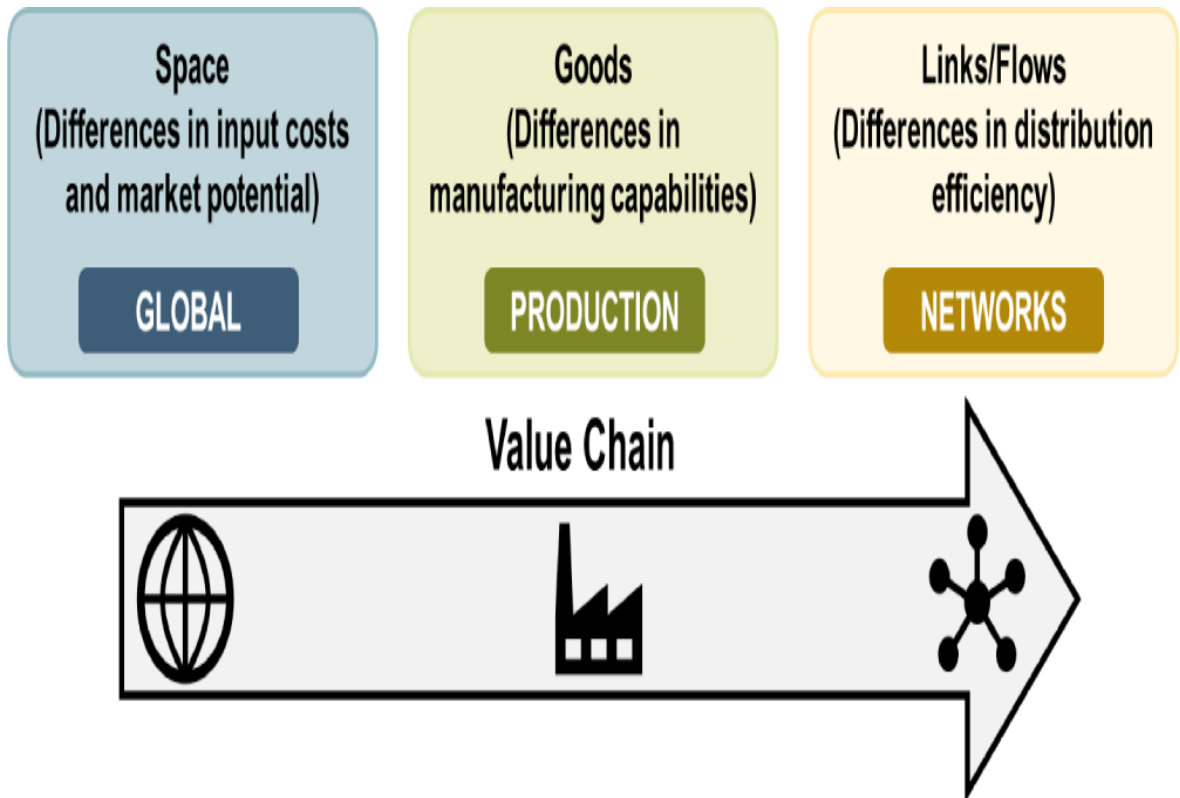 Space
(Differences in input costs
and market potential)
GLOBAL
Goods
(Differences in
manufacturing capabilities)
PRODUCTION
Links/Flows
(Differences in distribution
efficiency)
NETWORKS
Value Chain